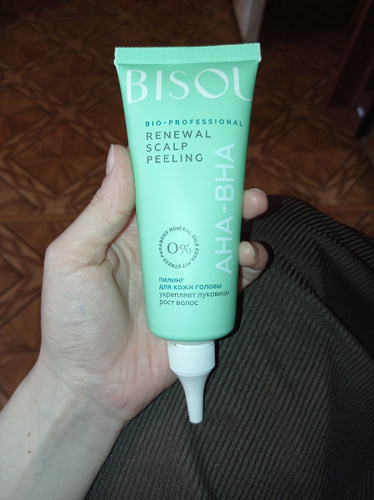 BISOU
BIO-PROFESSIONAL
RENEWAL
SCALP
PEELING
AHA-BHA
0%
ПИЛИНГ
ДЛЯ КОЖИ ГОЛОВЫ
укрепляет луковицы
рост волос